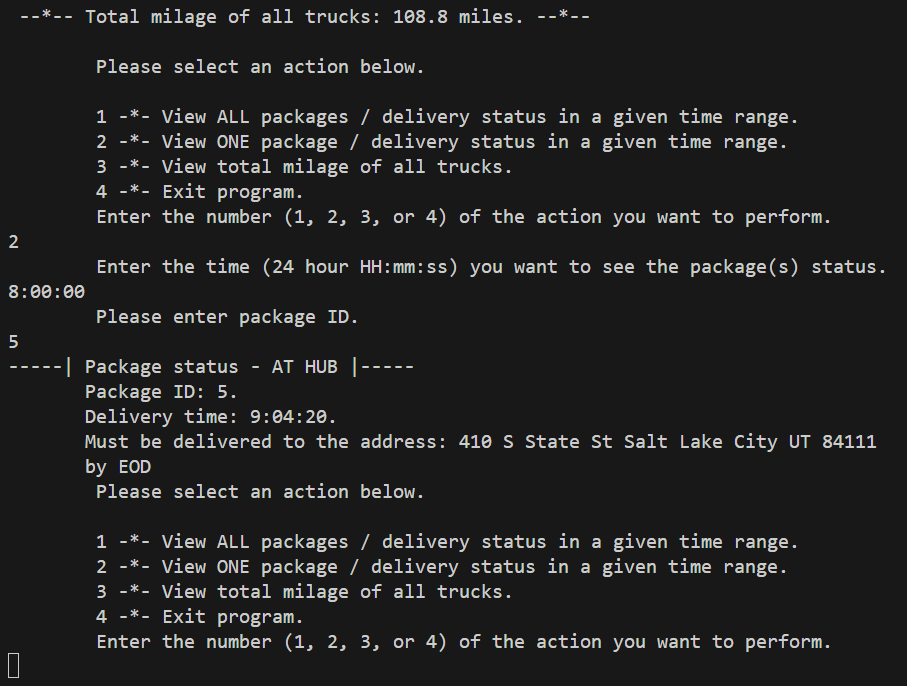 --*-- Total milage of all trucks: 108.8 miles. --*--
Please select an action below.
1 -*- View ALL packages / delivery status in a given time range.
2 -*- View ONE package / delivery status in a given time range.
3 -*- View total milage of all trucks.
4 -*- Exit program.
Enter the number (1, 2, 3, or 4) of the action you want to perform.
2
Enter the time (24 hour HH:mm:ss) you want to see the package(s) status.
8:00:00
Please enter package ID.
5
-----| Package status - AT HUB |-----
Package ID: 5.
Delivery time: 9:04:20.
Must be delivered to the address: 410 S State St Salt Lake City UT 84111
by EOD
Please select an action below.
1 -*- View ALL packages / delivery status in a given time range.
2 -*- View ONE package / delivery status in a given time range.
3 -*- View total milage of all trucks.
4 -*- Exit program.
Enter the number (1, 2, 3, or 4) of the action you want to perform.